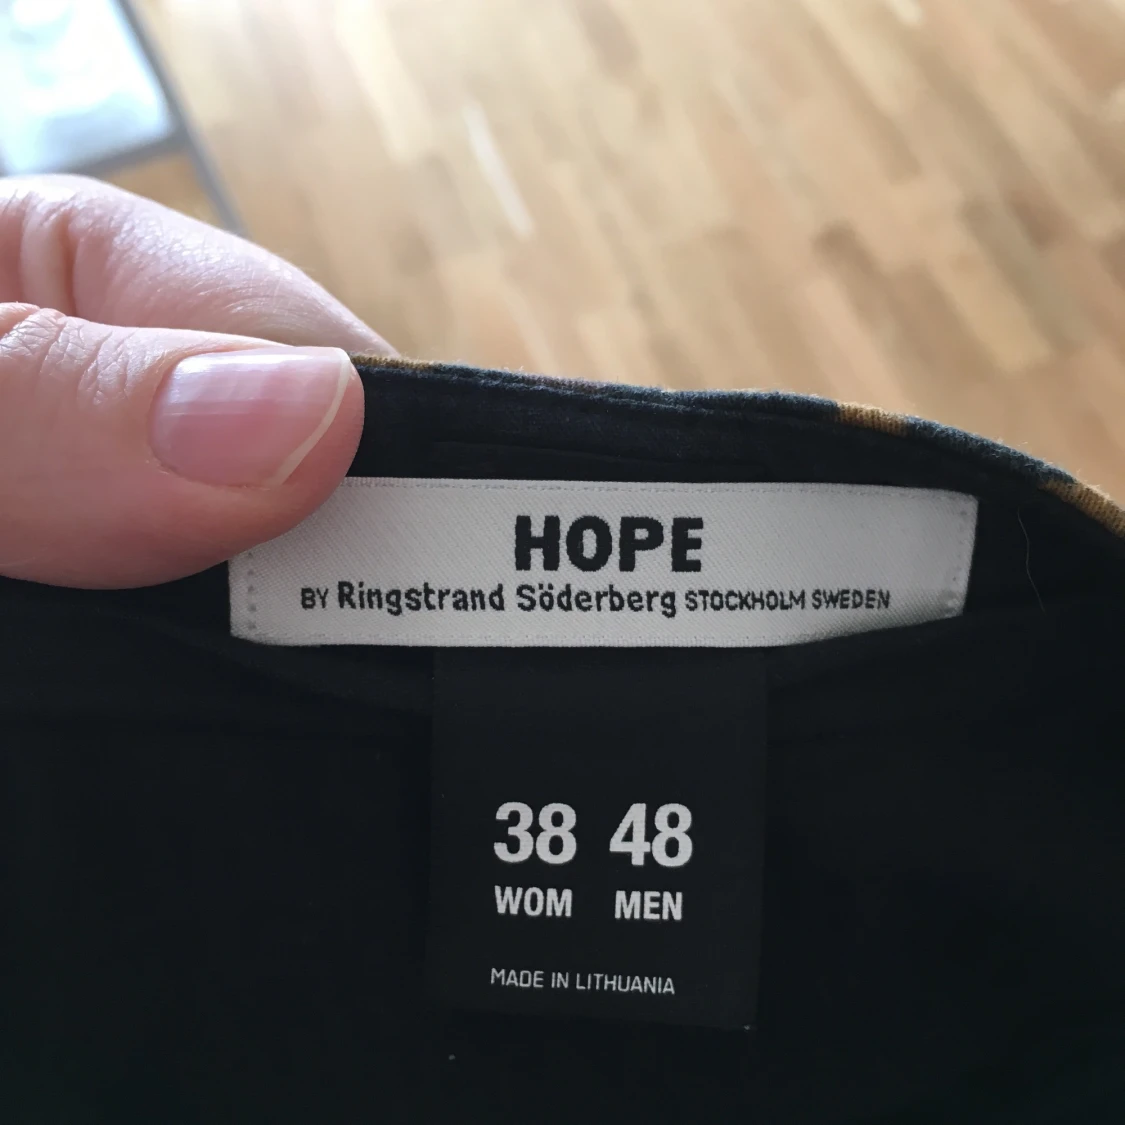 HOPE
BY Ringstrand Söderberg STOCKHOLM SWEDEN
38 48
WOM MEN
MADE IN LITHUANIA